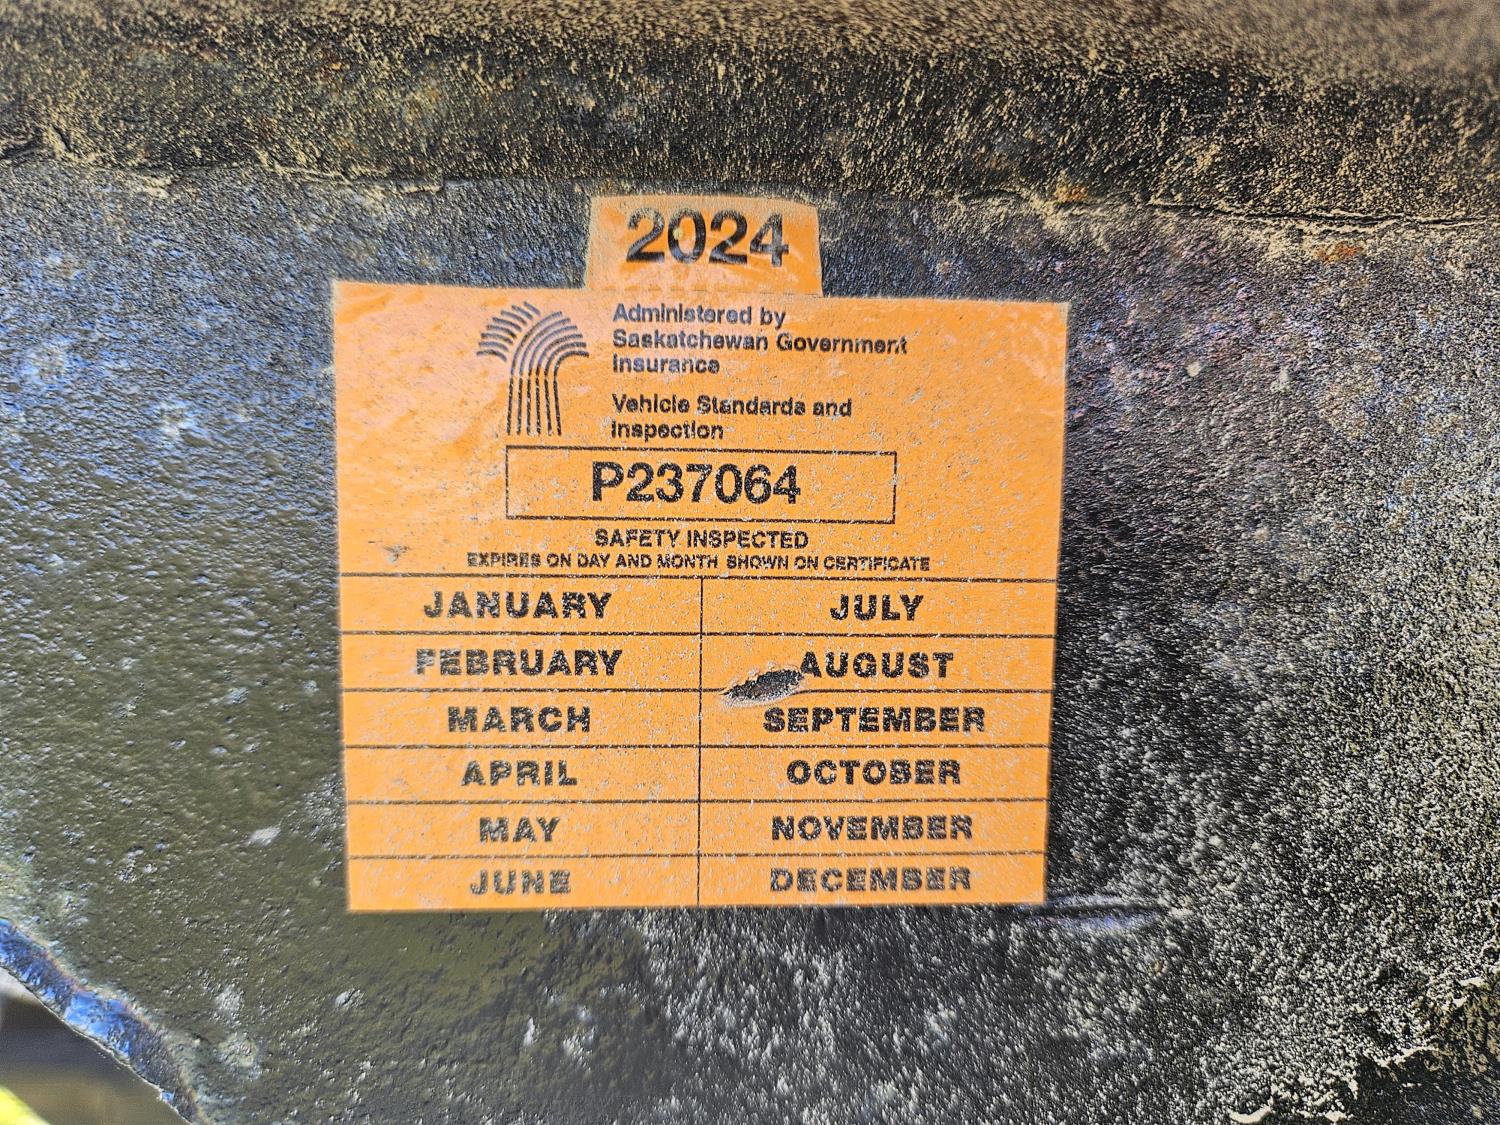 2024
Administered by
Saskatchewan Government
Insurance
Vehicle Standards and
Inspection
P237064
SAFETY INSPECTED
EXPIRES ON DAY AND MONTH SHOWN ON CERTIFICATE
JANUARY JULY
FEBRUARY AUGUST
MARCH SEPTEMBER
APRIL OCTOBER
MAY NOVEMBER
JUNE DECEMBER